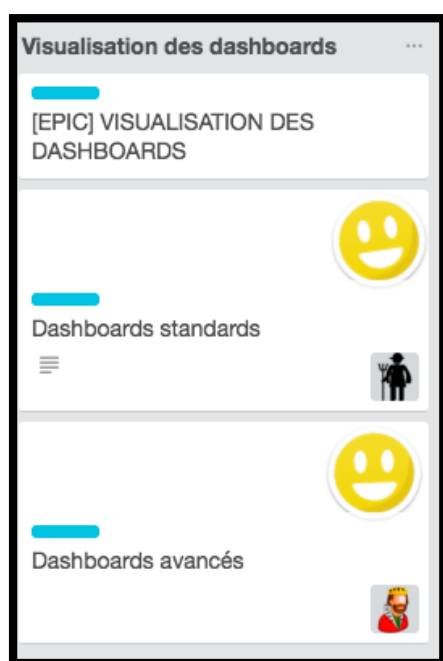 Visualisation des dashboards
[EPIC] VISUALISATION DES
DASHBOARDS
Dashboards standards
Dashboards avancés